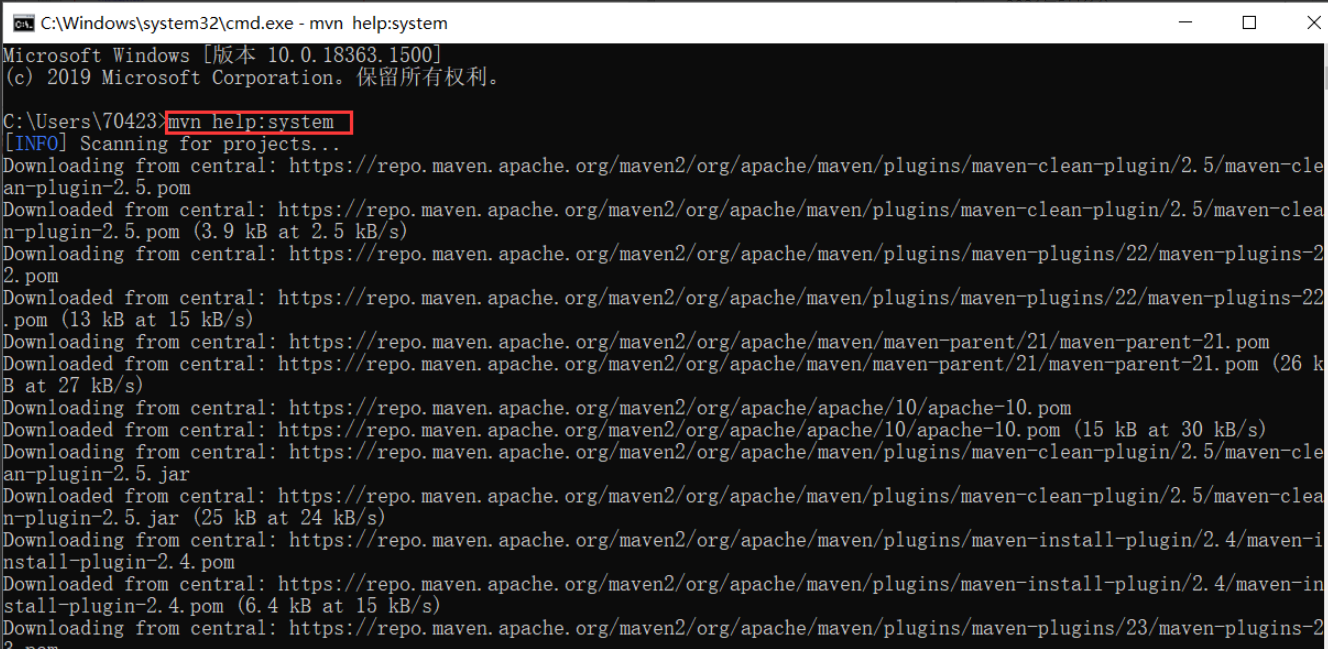 C:\Windows\system32\cmd.exe - mvn  help:system
Microsoft Windows [版本 10.0.18363.1500]
(c) 2019 Microsoft Corporation。保留所有权利。
C:\Users\70423>mvn help:system
[INFO] Scanning for projects...
Downloading from central: https://repo.maven.apache.org/maven2/org/apache/maven/plugins/maven-clean-plugin/2.5/maven-cle
an-plugin-2.5.pom
Downloaded from central: https://repo.maven.apache.org/maven2/org/apache/maven/plugins/maven-clean-plugin/2.5/maven-clea
n-plugin-2.5.pom (3.9 kB at 2.5 kB/s)
Downloading from central: https://repo.maven.apache.org/maven2/org/apache/maven/plugins/maven-plugins/22/maven-plugins-2
2.pom
Downloaded from central: https://repo.maven.apache.org/maven2/org/apache/maven/plugins/maven-plugins/22/maven-plugins-22
.pom (13 kB at 15 kB/s)
Downloading from central: https://repo.maven.apache.org/maven2/org/apache/maven/maven-parent/21/maven-parent-21.pom
Downloaded from central: https://repo.maven.apache.org/maven2/org/apache/maven/maven-parent/21/maven-parent-21.pom (26 k
B at 27 kB/s)
Downloading from central: https://repo.maven.apache.org/maven2/org/apache/apache/10/apache-10.pom
Downloaded from central: https://repo.maven.apache.org/maven2/org/apache/apache/10/apache-10.pom (15 kB at 30 kB/s)
Downloading from central: https://repo.maven.apache.org/maven2/org/apache/maven/plugins/maven-clean-plugin/2.5/maven-cle
an-plugin-2.5.jar
Downloaded from central: https://repo.maven.apache.org/maven2/org/apache/maven/plugins/maven-clean-plugin/2.5/maven-clea
n-plugin-2.5.jar (25 kB at 24 kB/s)
Downloading from central: https://repo.maven.apache.org/maven2/org/apache/maven/plugins/maven-install-plugin/2.4/maven-i
nstall-plugin-2.4.pom
Downloaded from central: https://repo.maven.apache.org/maven2/org/apache/maven/plugins/maven-install-plugin/2.4/maven-in
stall-plugin-2.4.pom (6.4 kB at 15 kB/s)
Downloading from central: https://repo.maven.apache.org/maven2/org/apache/maven/plugins/maven-plugins/23/maven-plugins-2
3.pom